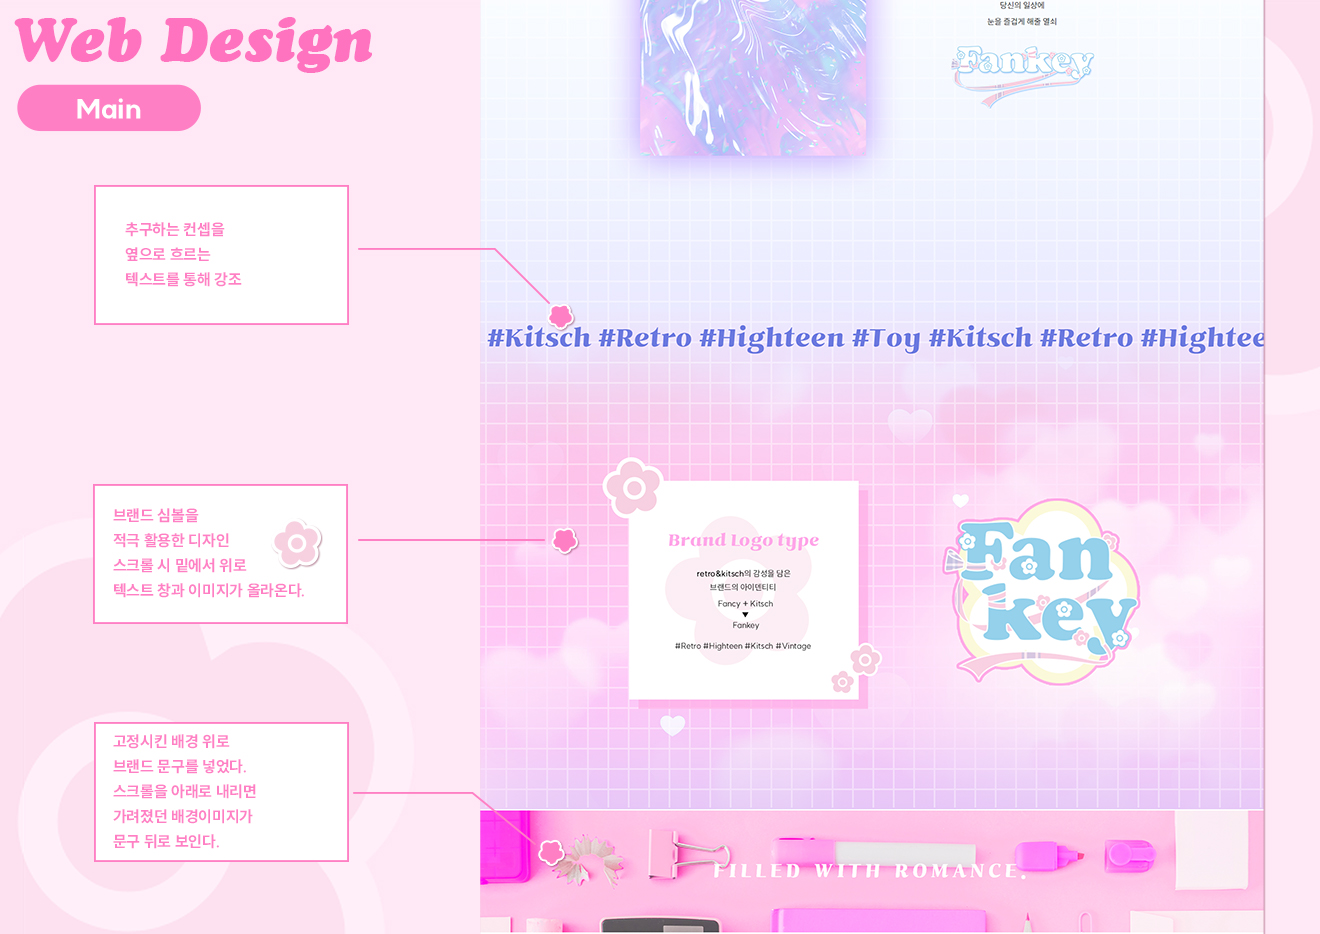 Web Design
Main
추구하는 컨셉을
옆으로 흐르는
텍스트를 통해 강조
브랜드 심볼을
적극 활용한 디자인
스크롤 시 밑에서 위로
텍스트 창과 이미지가 올라온다.
고정시킨 배경 위로
브랜드 문구를 넣었다.
스크롤을 아래로 내리면
가려졌던 배경이미지가
문구 뒤로 보인다.
당신의 일상에
눈을 즐겁게 해줄 열쇠
Fankey
#Kitsch #Retro #Highteen #Toy #Kitsch #Retro #Hightee
Brand Logo type
retro&kitsch의 감성을 담은
브랜드의 아이덴티티
Fancy + Kitsch
▼
Fankey
#Retro #Highteen #Kitsch #Vintage
Fan
key
FILLED WITH ROMANCE.